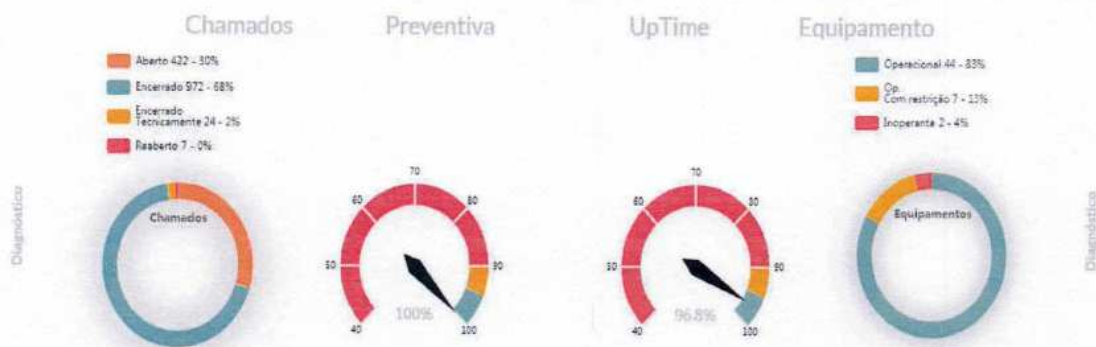 Chamados
Preventiva
UpTime
Equipamento
Aberto 422 - 30%
Encerrado 972 - 68%
Encerrado
Tecnicamente 24 - 2%
Reaberto 7 - 0%
Operacional 44 - 83%
Op.
Com restrição 7 - 13%
Inoperante 2 - 4%
Diagnóstico
Chamados
40
50
60
70
80
90
100
100%
40
50
60
70
80
90
100
96.8%
Equipamentos
Diagnóstico